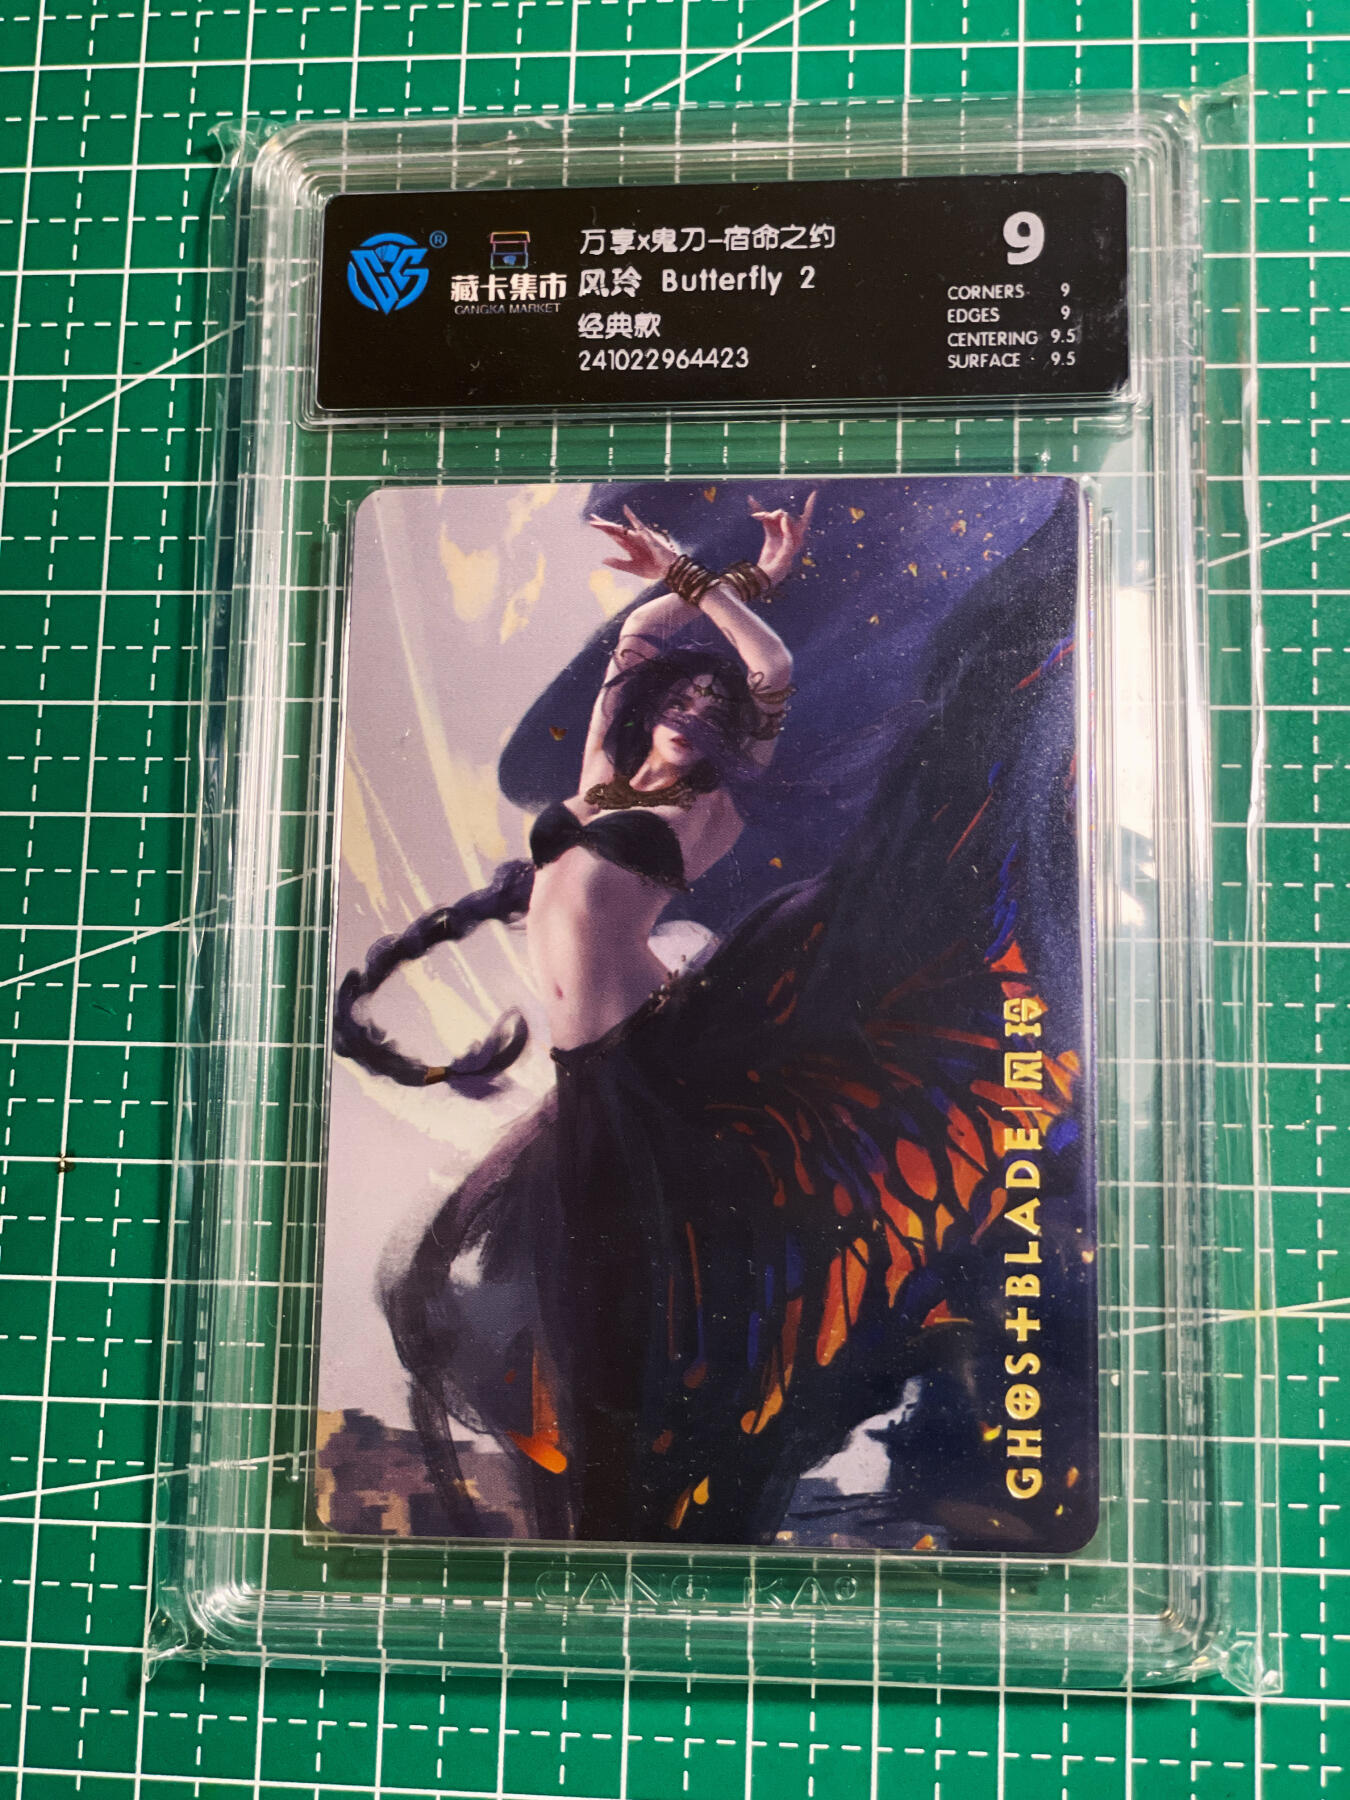 CS®
藏卡集市
CANGKA MARKET
万享x鬼刀-宿命之约
风玲 Butterfly 2
经典款
241022964423
9
CORNERS 9
EDGES 9
CENTERING 9.5
SURFACE 9.5
GHOST BLADE | 风玲
CANG KA®